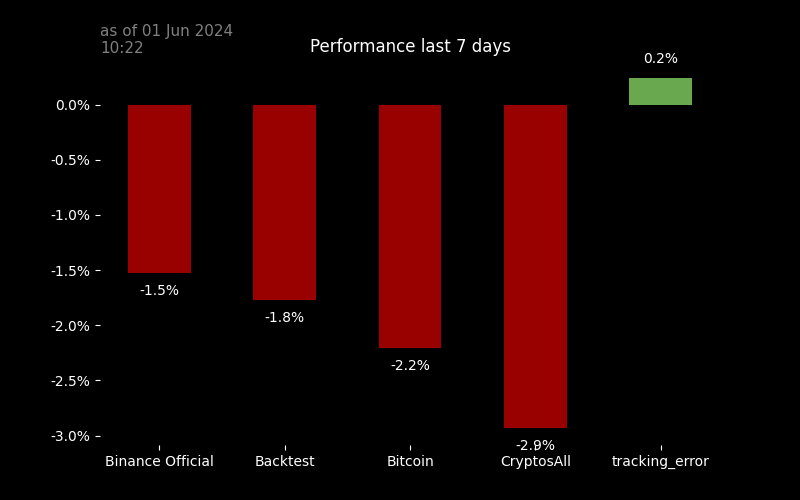 as of 01 Jun 2024
10:22
Performance last 7 days
0.2%
0.0%
-0.5%
-1.0%
-1.5%
-2.0%
-2.5%
-3.0%
-1.5%
-1.8%
-2.2%
-2.9%
Binance Official
Backtest
Bitcoin
CryptosAll
tracking_error